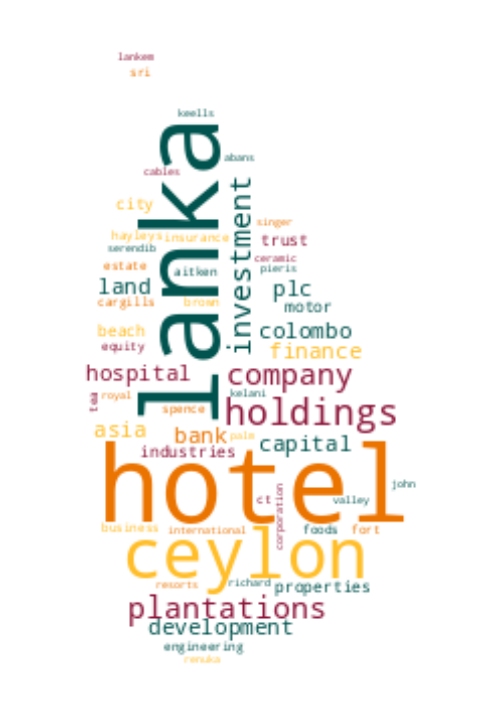 lankem
sri
keells
lanka
abans
cables
investment
city
singer
hayleys
insurance
trust
serendib
ceramic
estate
aitken
pieris
land
plc
cargills
brown
motor
beach
colombo
equity
finance
hospital
company
tea
royal
kelani
spence
holdings
asia
bank
pale
capital
industries
hotel
john
ct
corporation
valley
business
international
foods
fort
ceylon
resorts
richard
properties
plantations
development
engineering
renuka